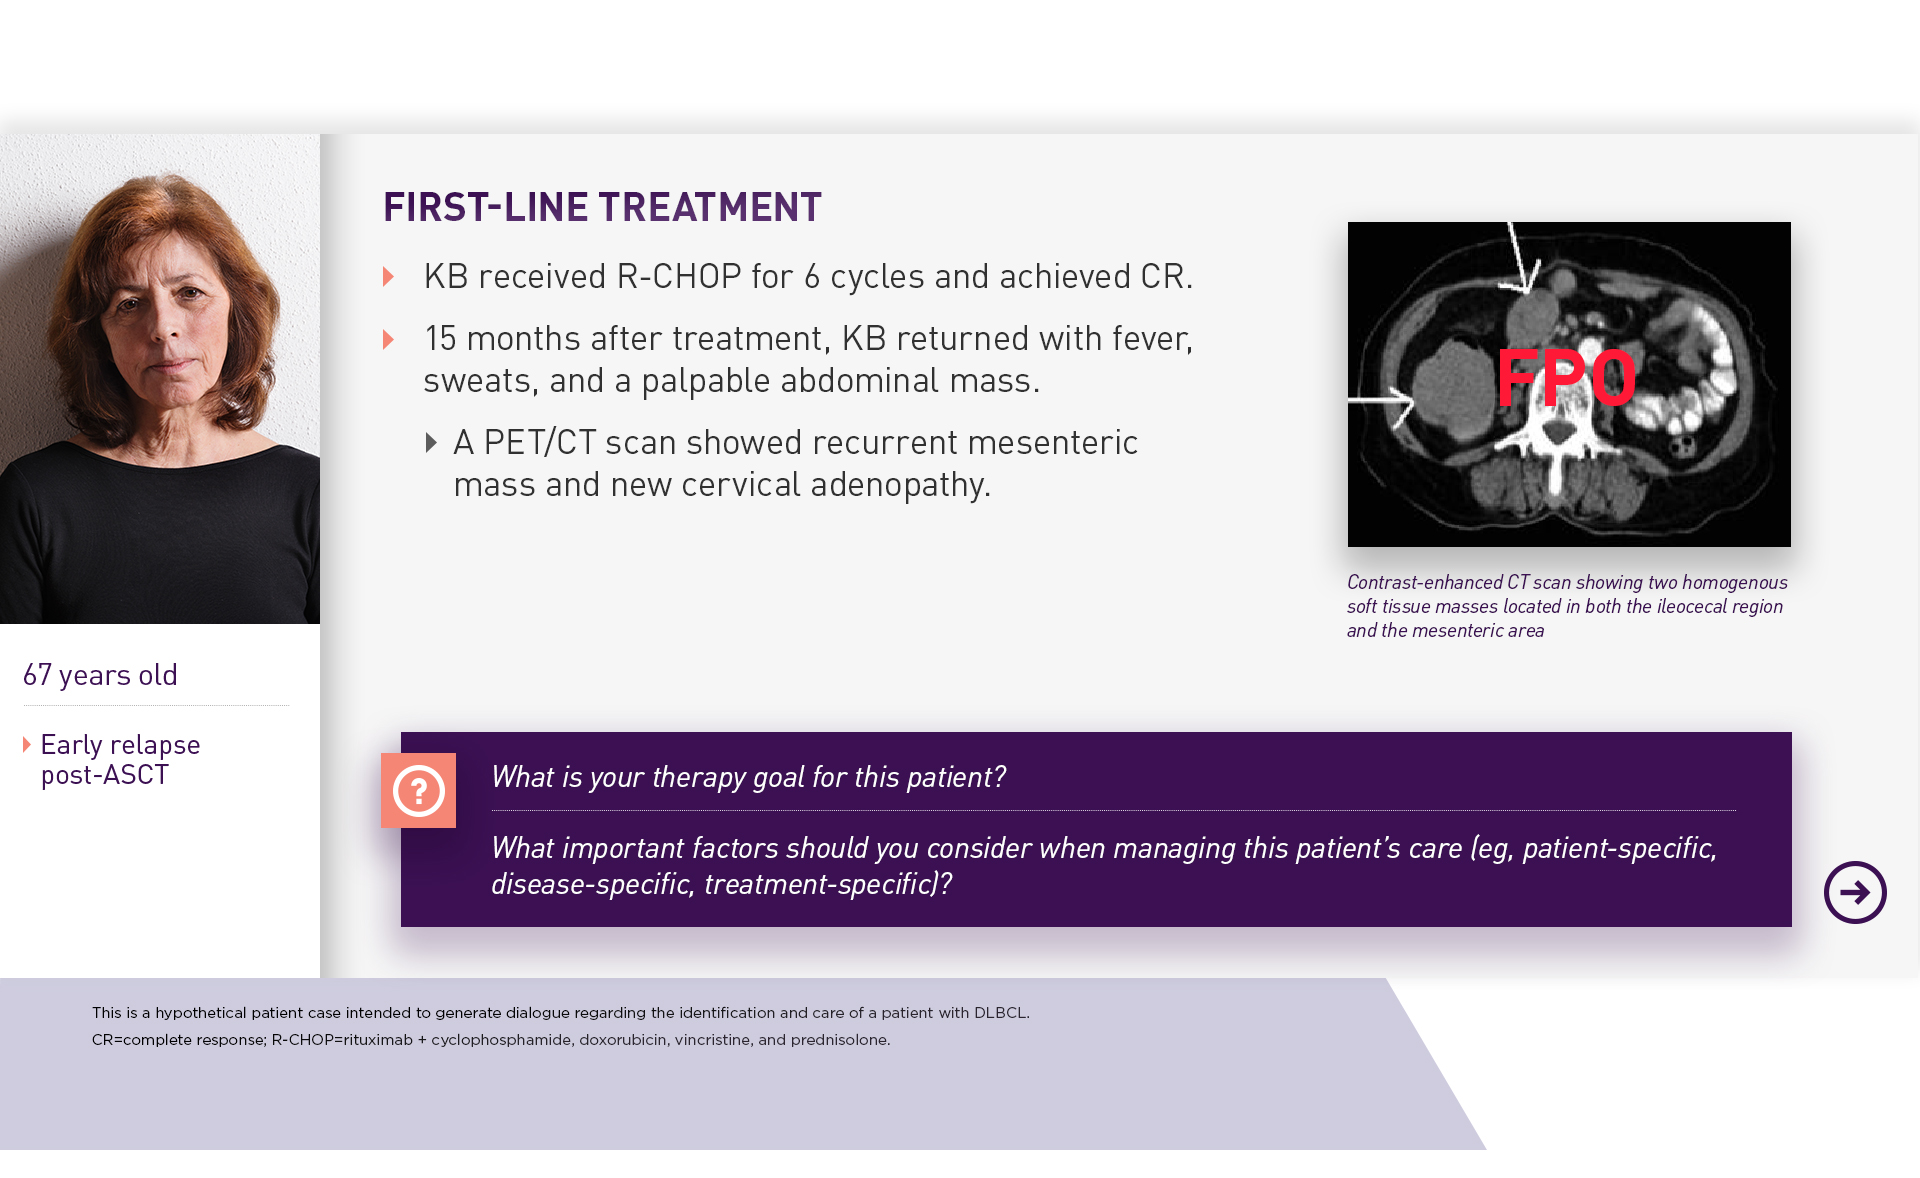 FIRST-LINE TREATMENT
KB received R-CHOP for 6 cycles and achieved CR.
15 months after treatment, KB returned with fever,
sweats, and a palpable abdominal mass.
A PET/CT scan showed recurrent mesenteric
mass and new cervical adenopathy.
FPO
Contrast-enhanced CT scan showing two homogenous
soft tissue masses located in both the ileocecal region
and the mesenteric area
67 years old
Early relapse
post-ASCT
?
What is your therapy goal for this patient?
What important factors should you consider when managing this patient’s care (eg, patient-specific,
disease-specific, treatment-specific)?
This is a hypothetical patient case intended to generate dialogue regarding the identification and care of a patient with DLBCL.
CR=complete response; R-CHOP=rituximab + cyclophosphamide, doxorubicin, vincristine, and prednisolone.